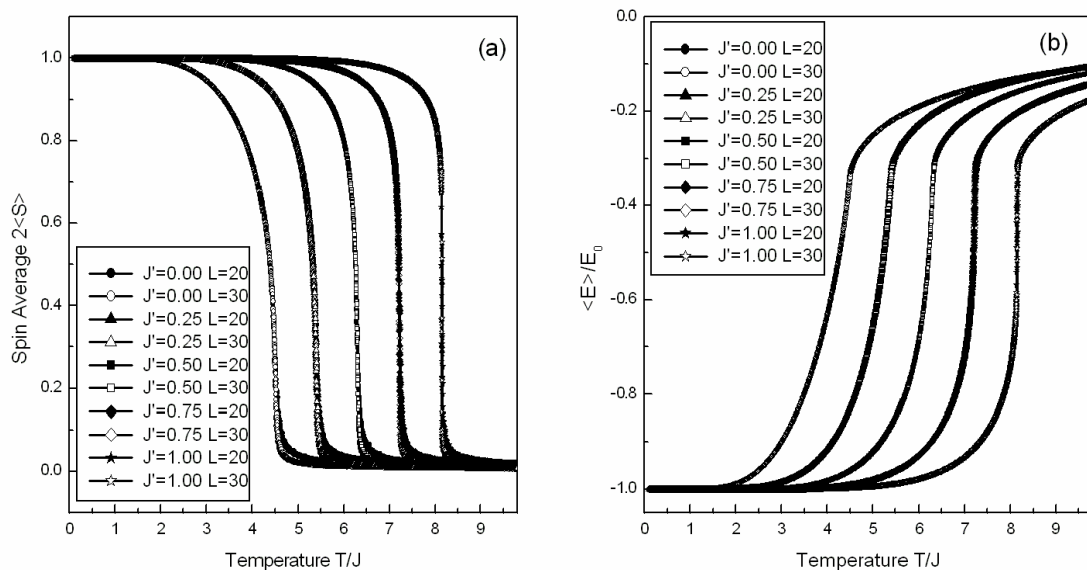 (a)
Spin Average 2<S>
1.0
0.8
0.6
0.4
0.2
0.0
J'=0.00 L=20
J'=0.00 L=30
J'=0.25 L=20
J'=0.25 L=30
J'=0.50 L=20
J'=0.50 L=30
J'=0.75 L=20
J'=0.75 L=30
J'=1.00 L=20
J'=1.00 L=30
0 1 2 3 4 5 6 7 8 9
Temperature T/J
(b)
<E>/E₀
0.0
-0.2
-0.4
-0.6
-0.8
-1.0
J'=0.00 L=20
J'=0.00 L=30
J'=0.25 L=20
J'=0.25 L=30
J'=0.50 L=20
J'=0.50 L=30
J'=0.75 L=20
J'=0.75 L=30
J'=1.00 L=20
J'=1.00 L=30
0 1 2 3 4 5 6 7 8 9
Temperature T/J